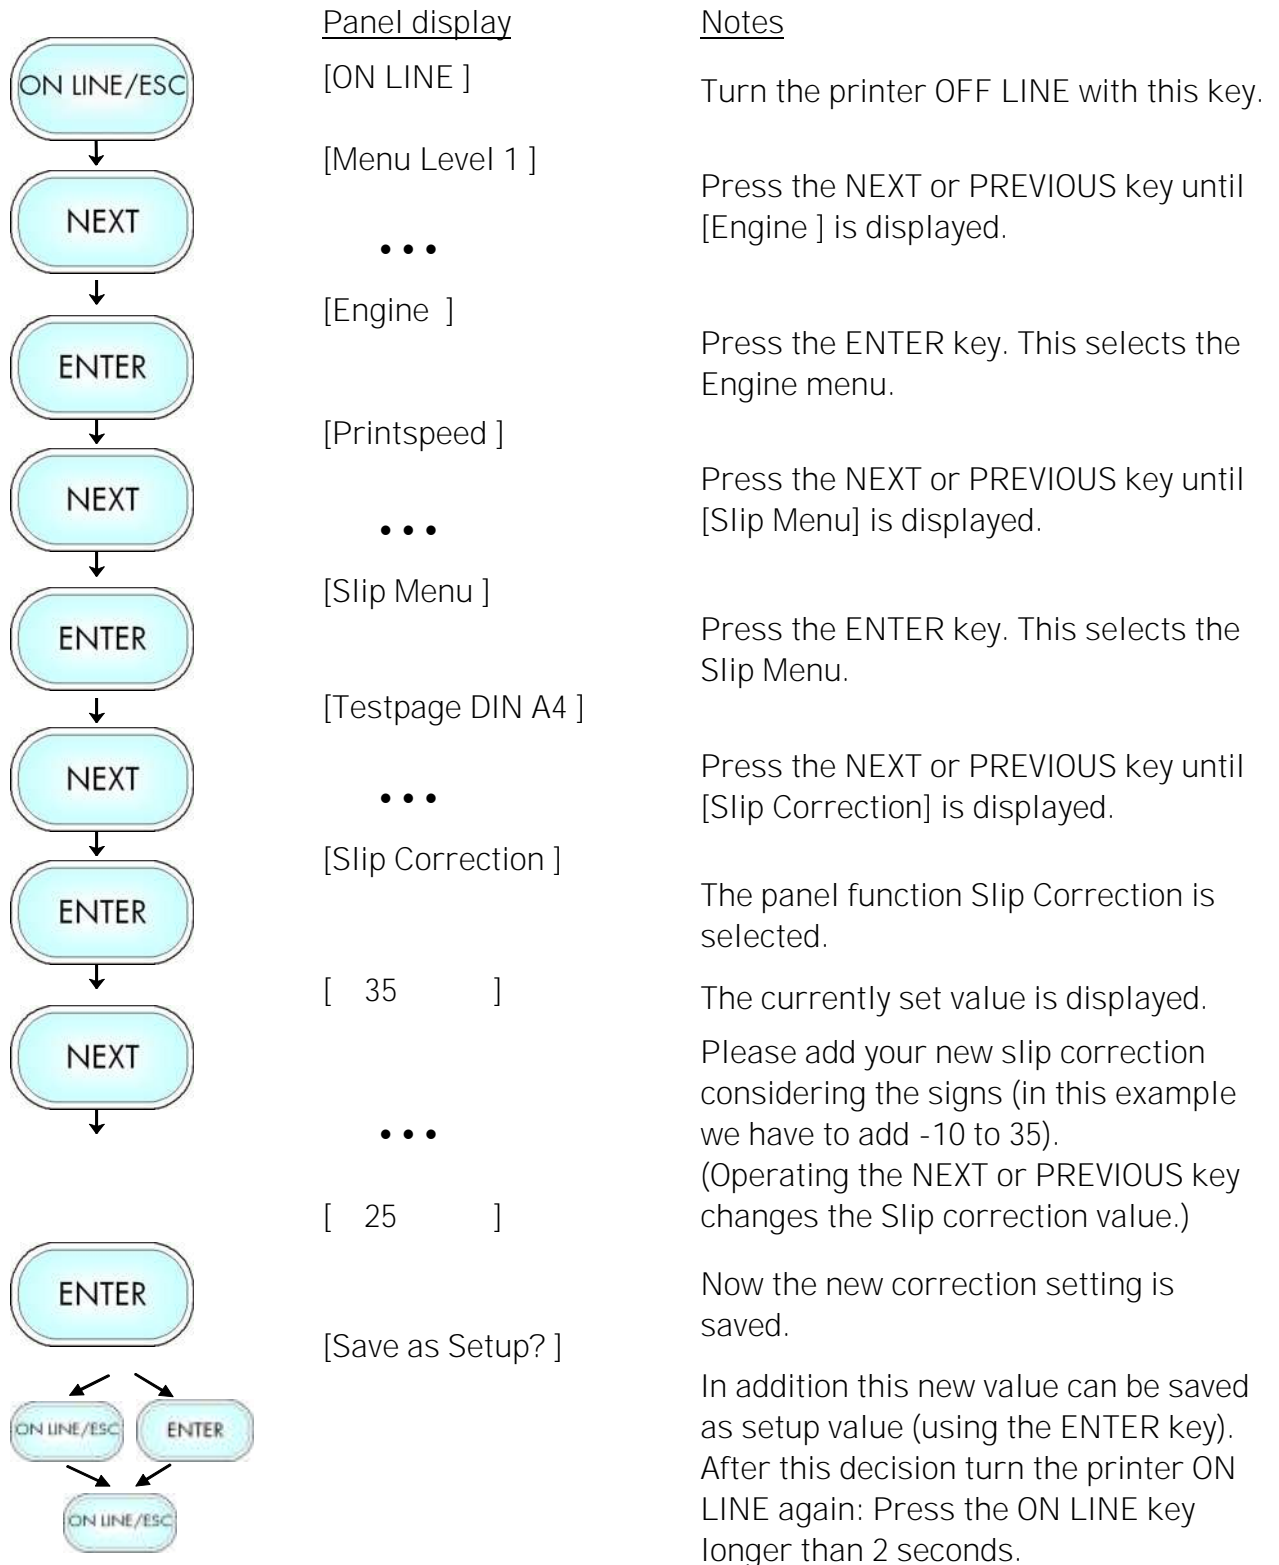 Panel display
Notes
ON LINE/ESC
[ON LINE ]
Turn the printer OFF LINE with this key.
[Menu Level 1 ]
NEXT
Press the NEXT or PREVIOUS key until
[Engine ] is displayed.
•••
[Engine  ]
ENTER
Press the ENTER key. This selects the
Engine menu.
[Printspeed ]
NEXT
Press the NEXT or PREVIOUS key until
[Slip Menu] is displayed.
•••
[Slip Menu ]
ENTER
Press the ENTER key. This selects the
Slip Menu.
[Testpage DIN A4 ]
NEXT
Press the NEXT or PREVIOUS key until
[Slip Correction] is displayed.
•••
[Slip Correction ]
ENTER
The panel function Slip Correction is
selected.
[   35        ]
The currently set value is displayed.
NEXT
Please add your new slip correction
considering the signs (in this example
we have to add -10 to 35).
•••
(Operating the NEXT or PREVIOUS key
changes the Slip correction value.)
[   25        ]
ENTER
Now the new correction setting is
saved.
[Save as Setup? ]
ON LINE/ESC
ENTER
In addition this new value can be saved
as setup value (using the ENTER key).
After this decision turn the printer ON
LINE again: Press the ON LINE key
longer than 2 seconds.
ON LINE/ESC